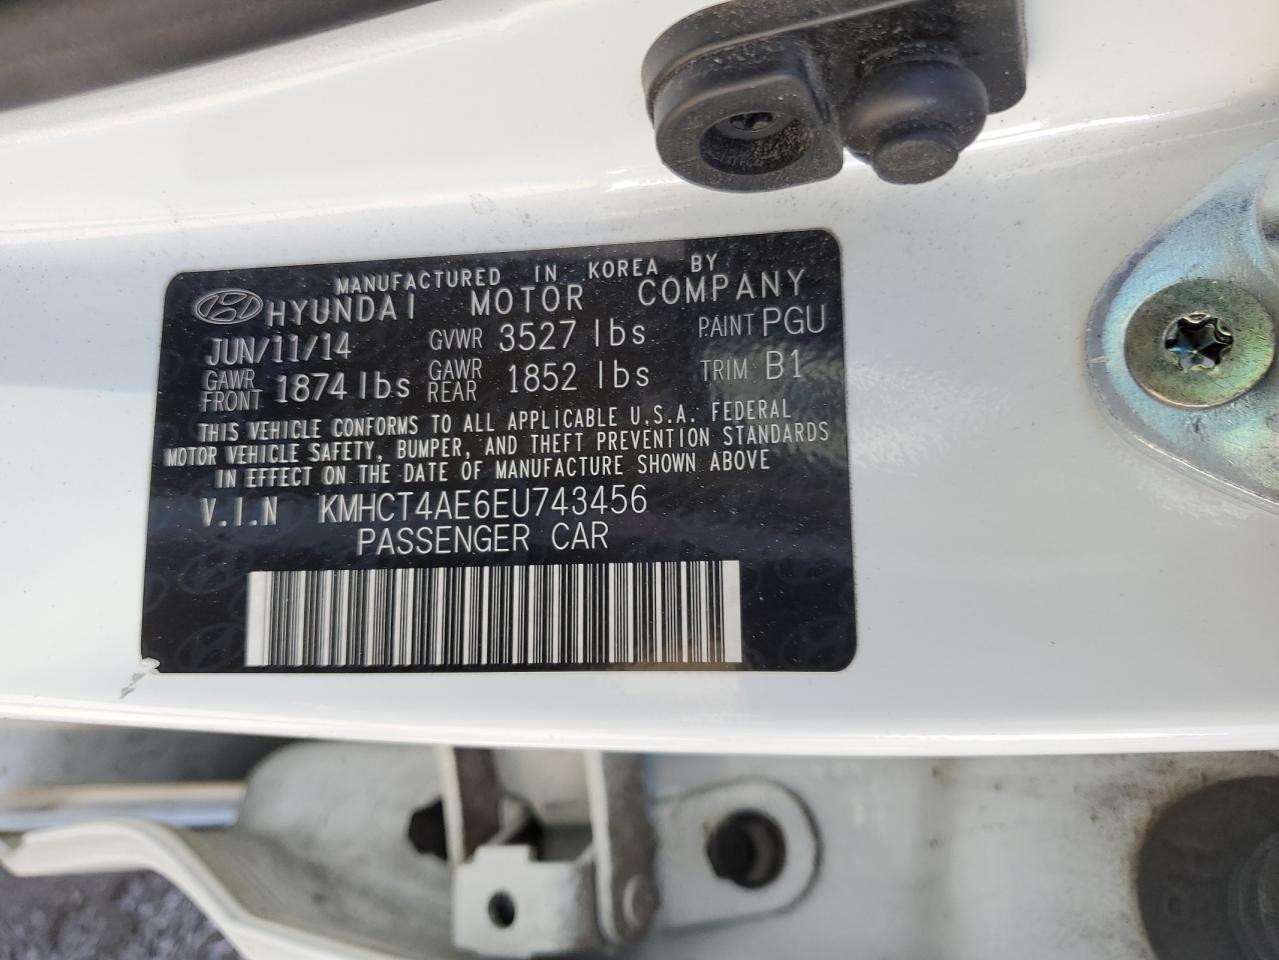 MANUFACTURED IN KOREA BY
HYUNDAI MOTOR COMPANY
JUN/11/14 GVWR 3527 lbs PAINT PGU
GAWR FRONT 1874 lbs GAWR REAR 1852 lbs TRIM B1
THIS VEHICLE CONFORMS TO ALL APPLICABLE U.S.A. FEDERAL
MOTOR VEHICLE SAFETY, BUMPER, AND THEFT PREVENTION STANDARDS
IN EFFECT ON THE DATE OF MANUFACTURE SHOWN ABOVE
V.I.N KMHCT4AE6EU743456
PASSENGER CAR